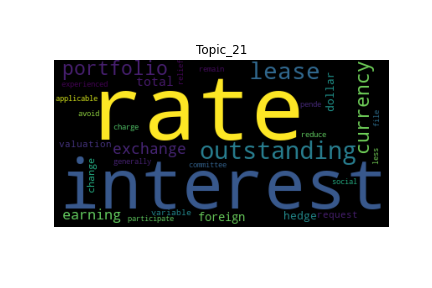 Topic_21
portfolio
total
raise
remain
lease
experienced
dollar
currency
applicable
rate
pende
avoid
charge
reduce
file
outstanding
valuation
exchange
less
generally
committee
change
interest
social
earning
variable
participate
foreign
hedge
request